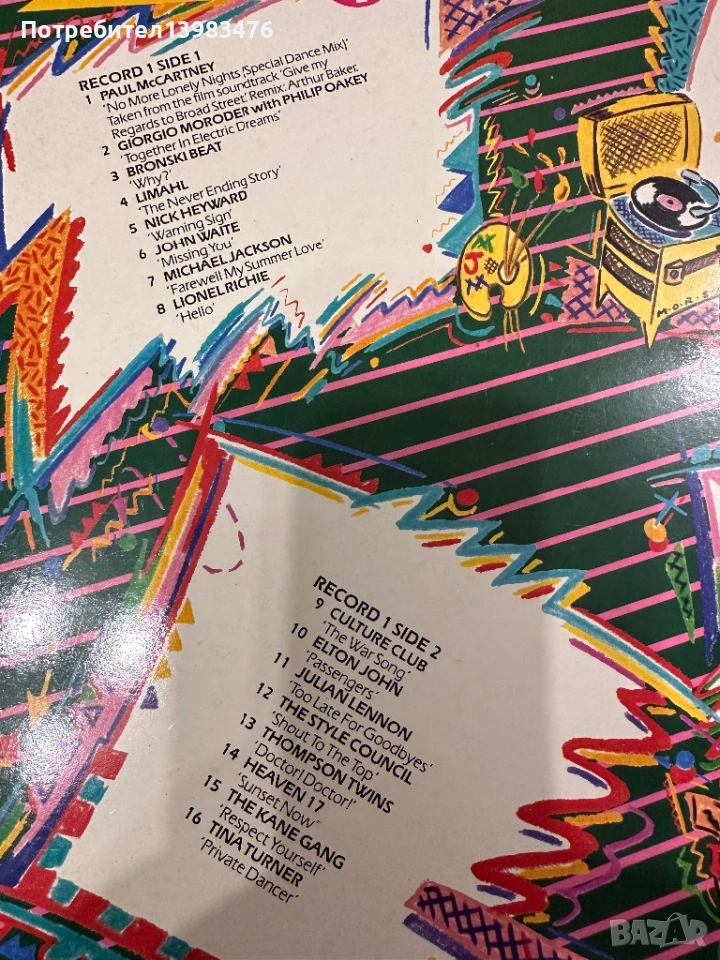 Потребител 13983476
RECORD 1 SIDE 1
1 PAUL McCARTNEY
'No More Lonely Nights (Special Dance Mix)'
Taken from the film soundtrack 'Give my
Regards to Broad Street'. Remix: Arthur Baker.
2 GIORGIO MORODER with PHILIP OAKEY
'Together In Electric Dreams'
3 BRONSKI BEAT
'Why?'
4 LIMAHL
'The Never Ending Story'
5 NICK HEYWARD
'Warning Sign'
6 JOHN WAITE
'Missing You'
7 MICHAEL JACKSON
'Farewell My Summer Love'
8 LIONEL RICHIE
'Hello'
RECORD 1 SIDE 2
9 CULTURE CLUB
'The War Song'
10 ELTON JOHN
'Passengers'
11 JULIAN LENNON
'Too Late For Goodbyes'
12 THE STYLE COUNCIL
'Shout To The Top'
13 THOMPSON TWINS
'Doctor! Doctor!'
14 HEAVEN 17
'Sunset Now'
15 THE KANE GANG
'Respect Yourself'
16 TINA TURNER
'Private Dancer'
BAZAR